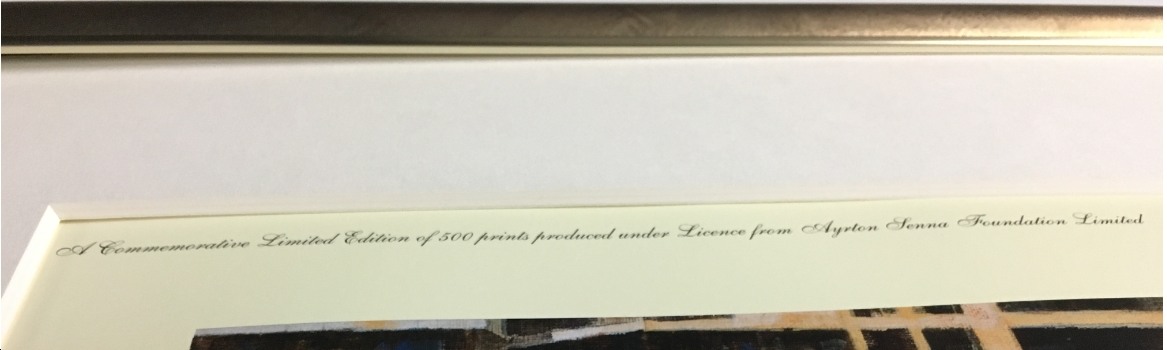 A Commemorative Limited Edition of 500 prints produced under Licence from Ayrton Senna Foundation Limited